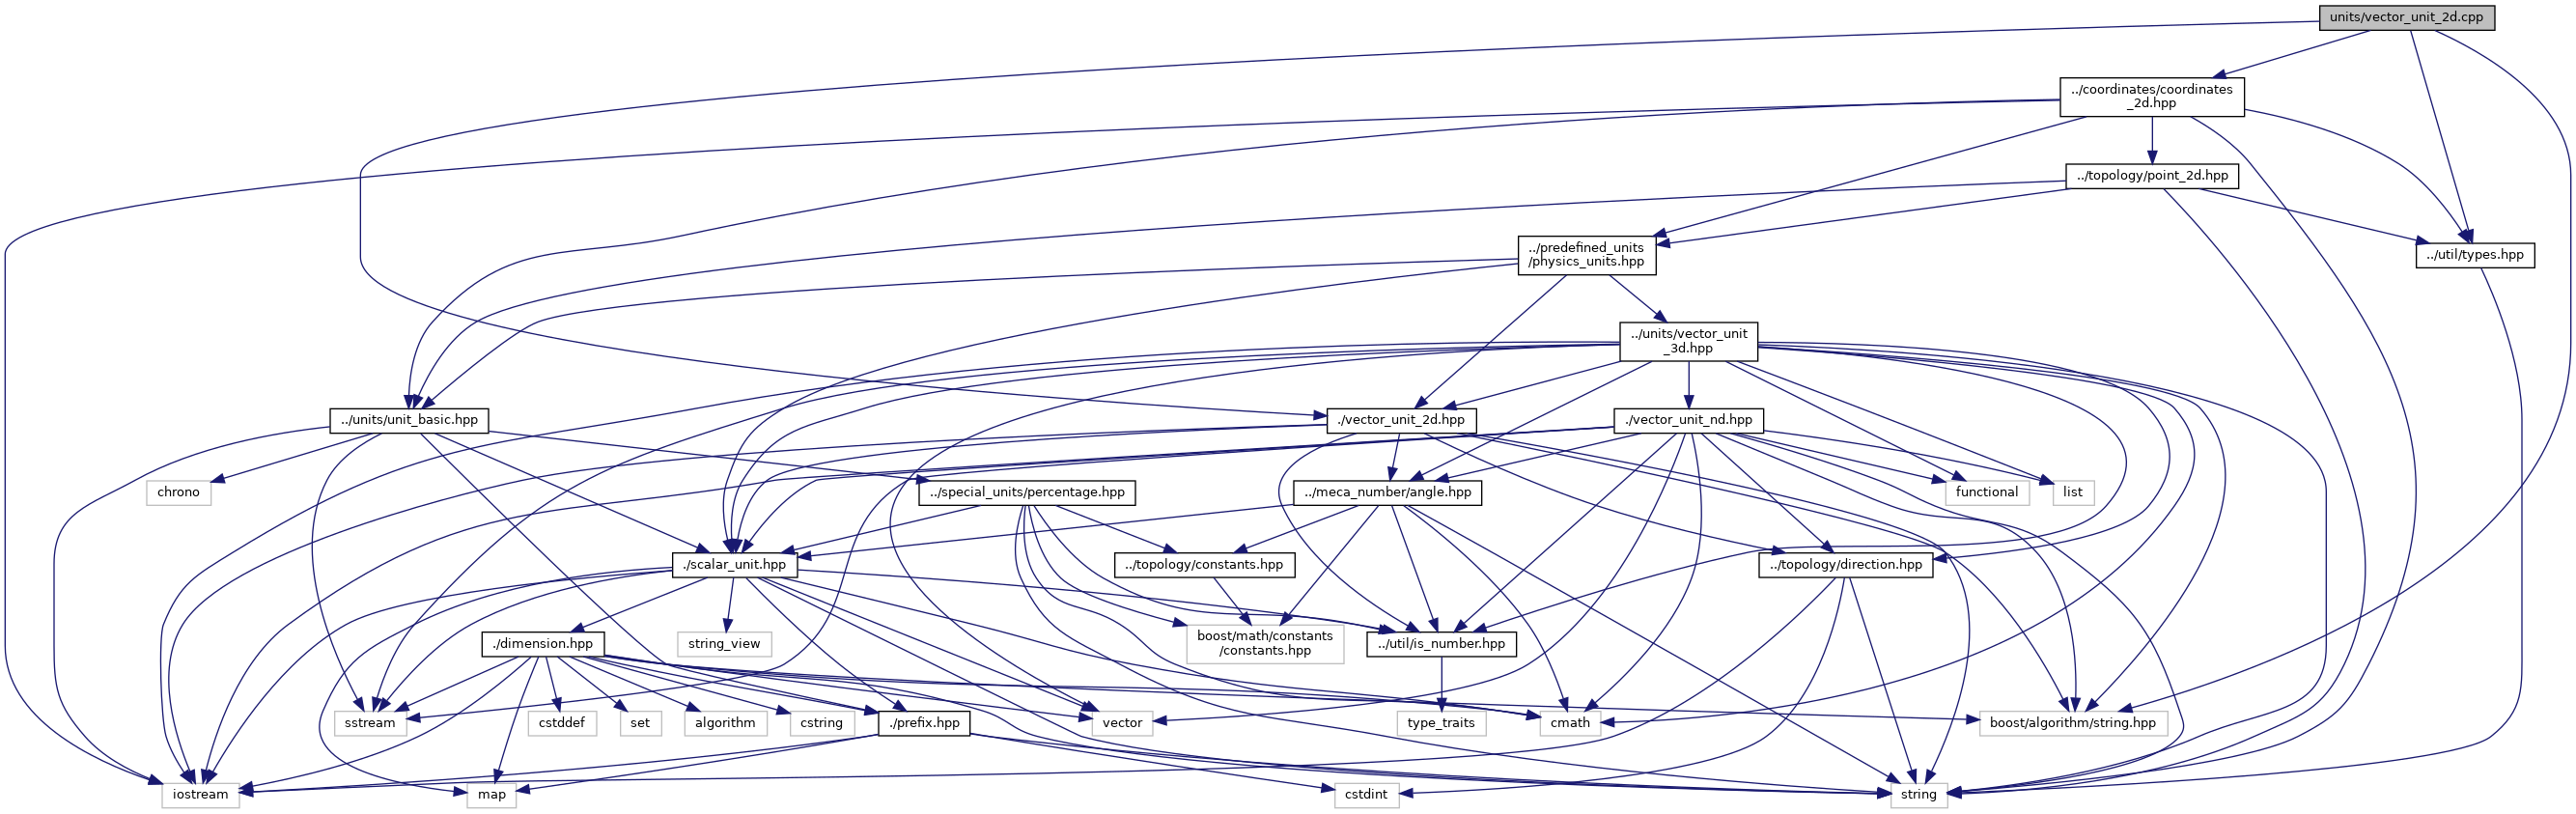 units/vector_unit_2d.cpp
../coordinates/coordinates
_2d.hpp
../topology/point_2d.hpp
../predefined_units
/physics_units.hpp
../util/types.hpp
../units/vector_unit
_3d.hpp
../units/unit_basic.hpp
./vector_unit_2d.hpp
./vector_unit_nd.hpp
chrono
../special_units/percentage.hpp
../meca_number/angle.hpp
functional
list
./scalar_unit.hpp
../topology/constants.hpp
../topology/direction.hpp
./dimension.hpp
string_view
boost/math/constants
/constants.hpp
../util/is_number.hpp
sstream
cstddef
set
algorithm
cstring
./prefix.hpp
vector
type_traits
cmath
boost/algorithm/string.hpp
iostream
map
cstdint
string